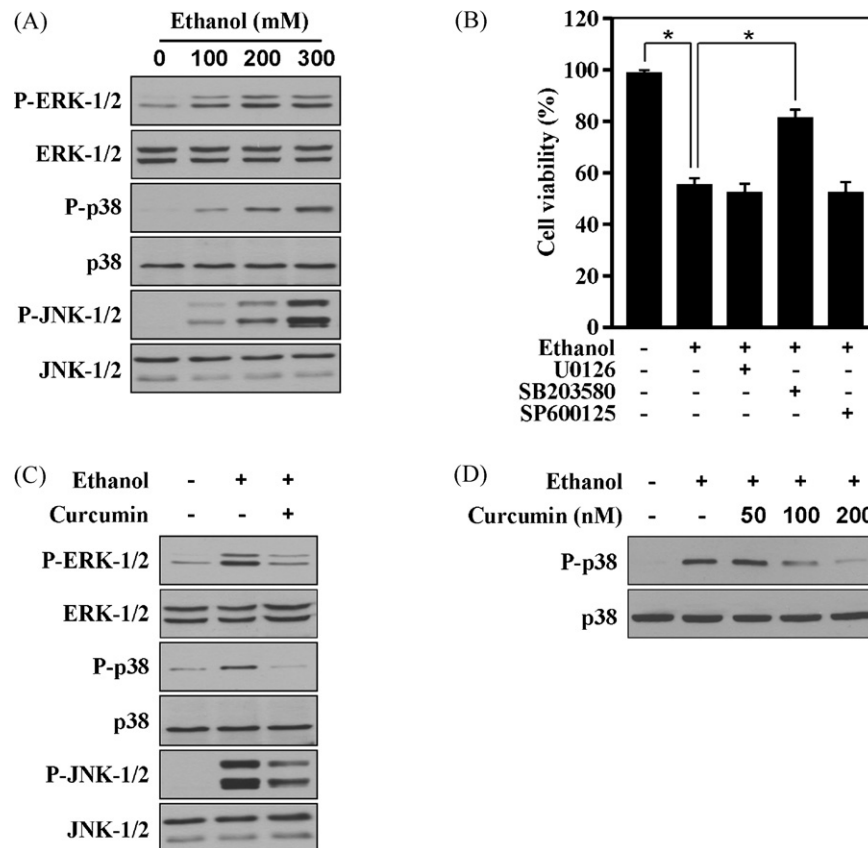 (A)
Ethanol (mM)
0 100 200 300
P-ERK-1/2
ERK-1/2
P-p38
p38
P-JNK-1/2
JNK-1/2
(B)
Cell viability (%)
120
100
80
60
40
20
0
* *
Ethanol - + + + +
U0126 - - + - -
SB203580 - - - + -
SP600125 - - - - +
(C)
Ethanol - + +
Curcumin - - +
P-ERK-1/2
ERK-1/2
P-p38
p38
P-JNK-1/2
JNK-1/2
(D)
Ethanol - + + + +
Curcumin (nM) - - 50 100 200
P-p38
p38